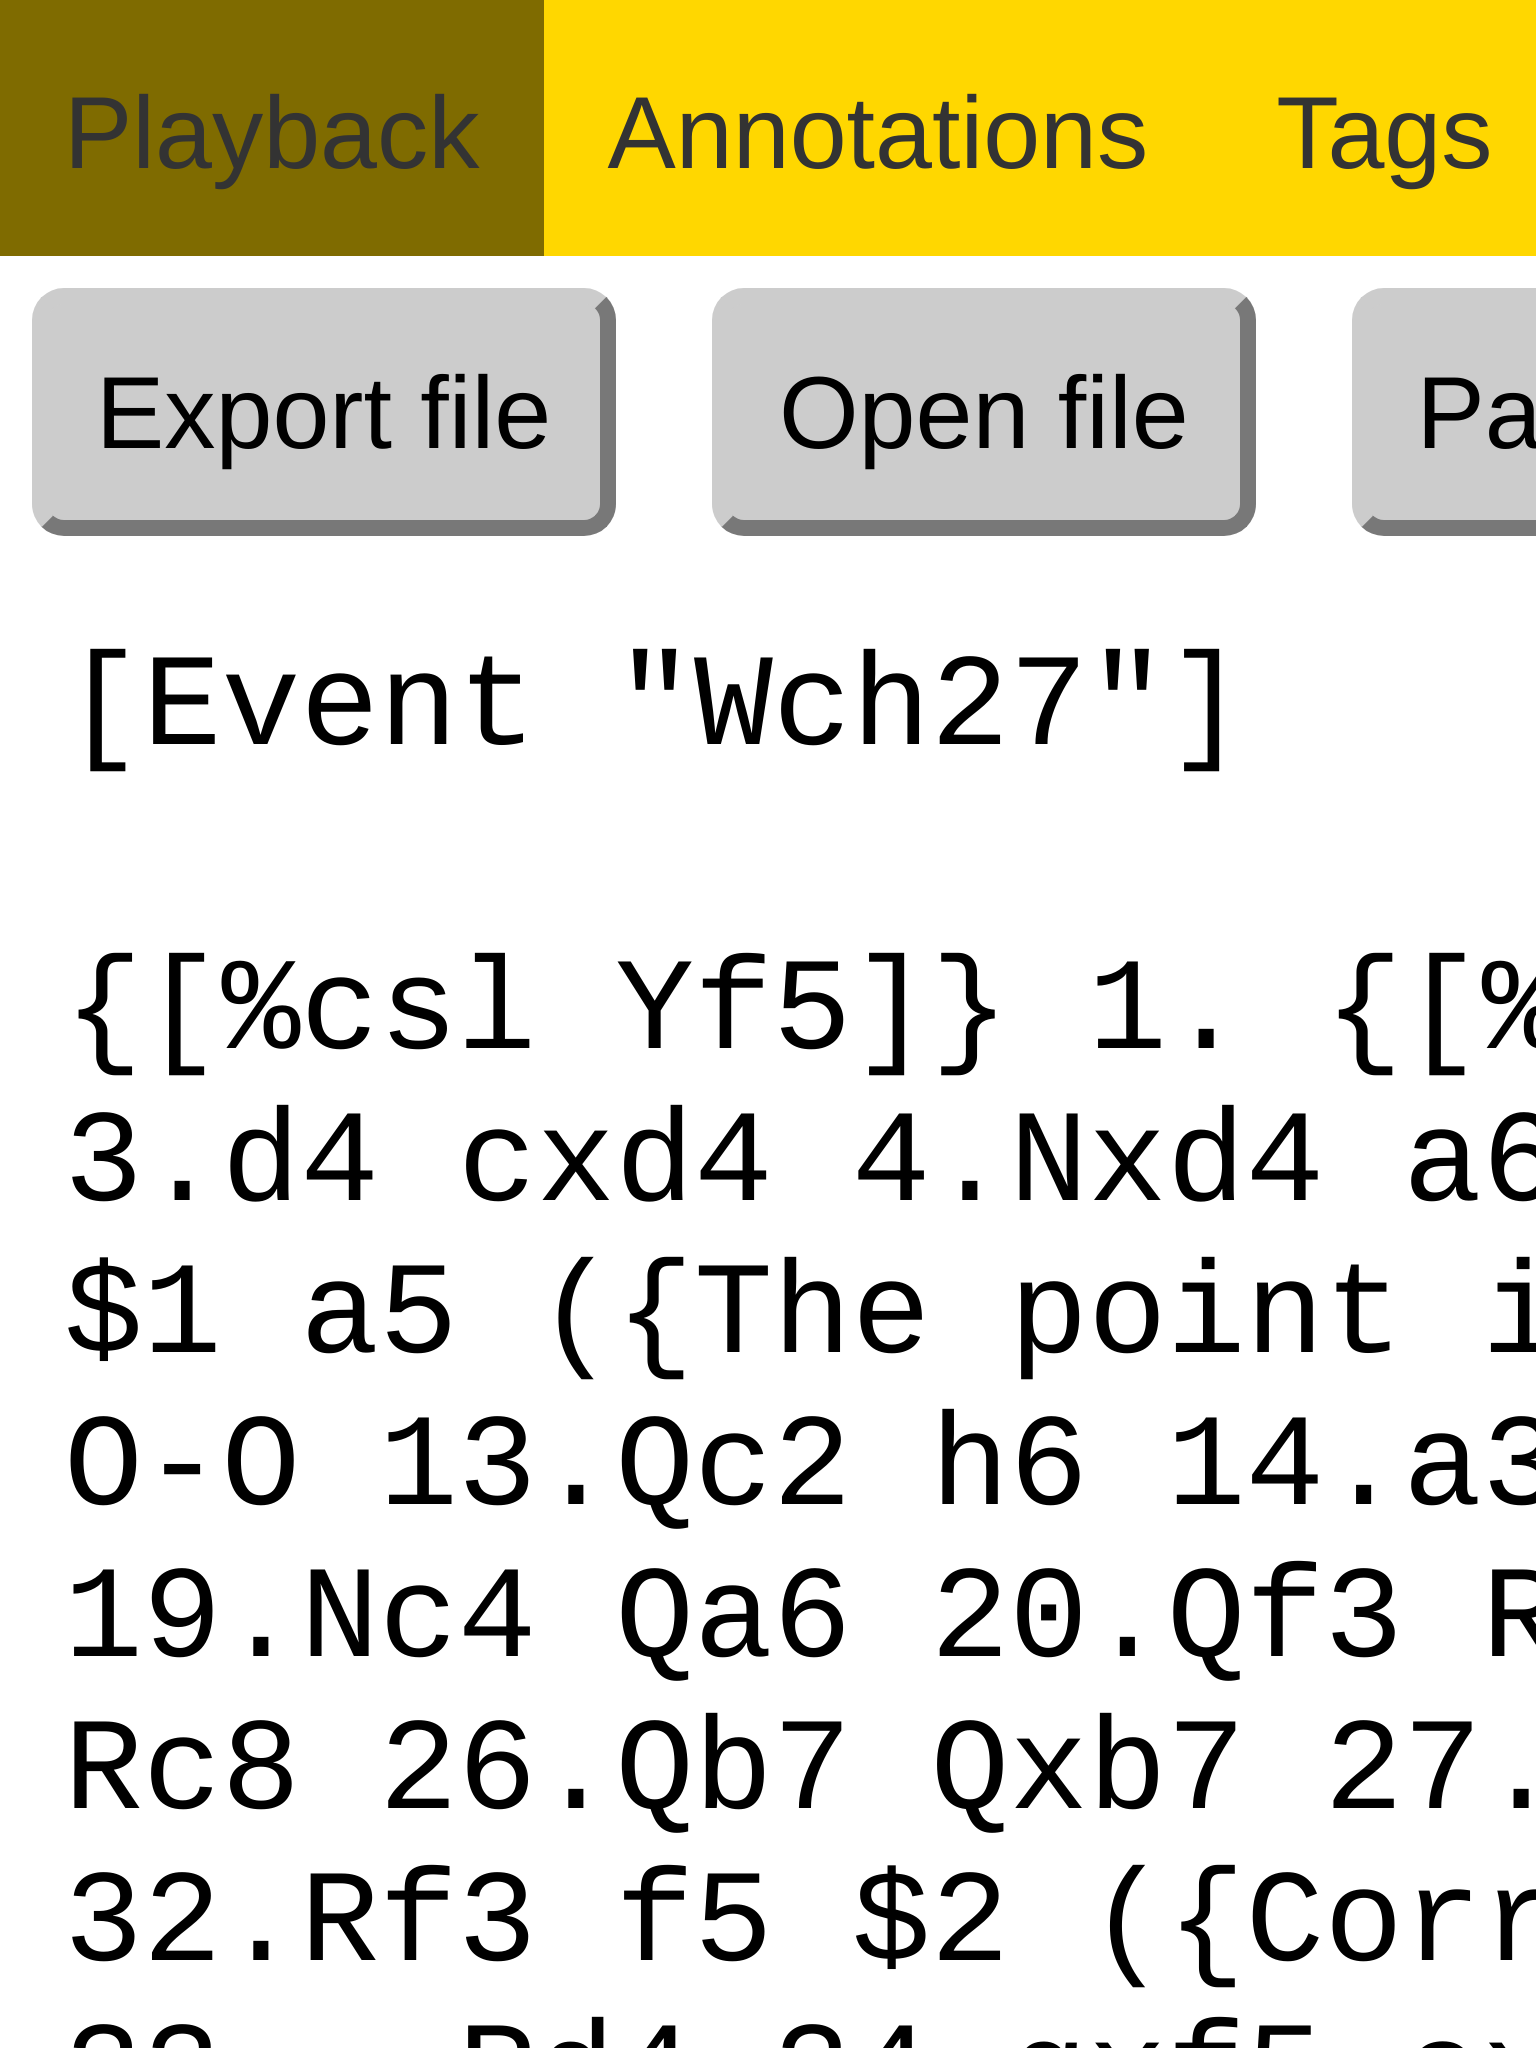 Playback Annotations Tags
Export file Open file Pa
[Event "Wch27"]
{[%csl Yf5]} 1. {[%
3.d4 cxd4 4.Nxd4 a6
$1 a5 ({The point i
O-O 13.Qc2 h6 14.a3
19.Nc4 Qa6 20.Qf3 R
Rc8 26.Qb7 Qxb7 27.
32.Rf3 f5 $2 ({Corr